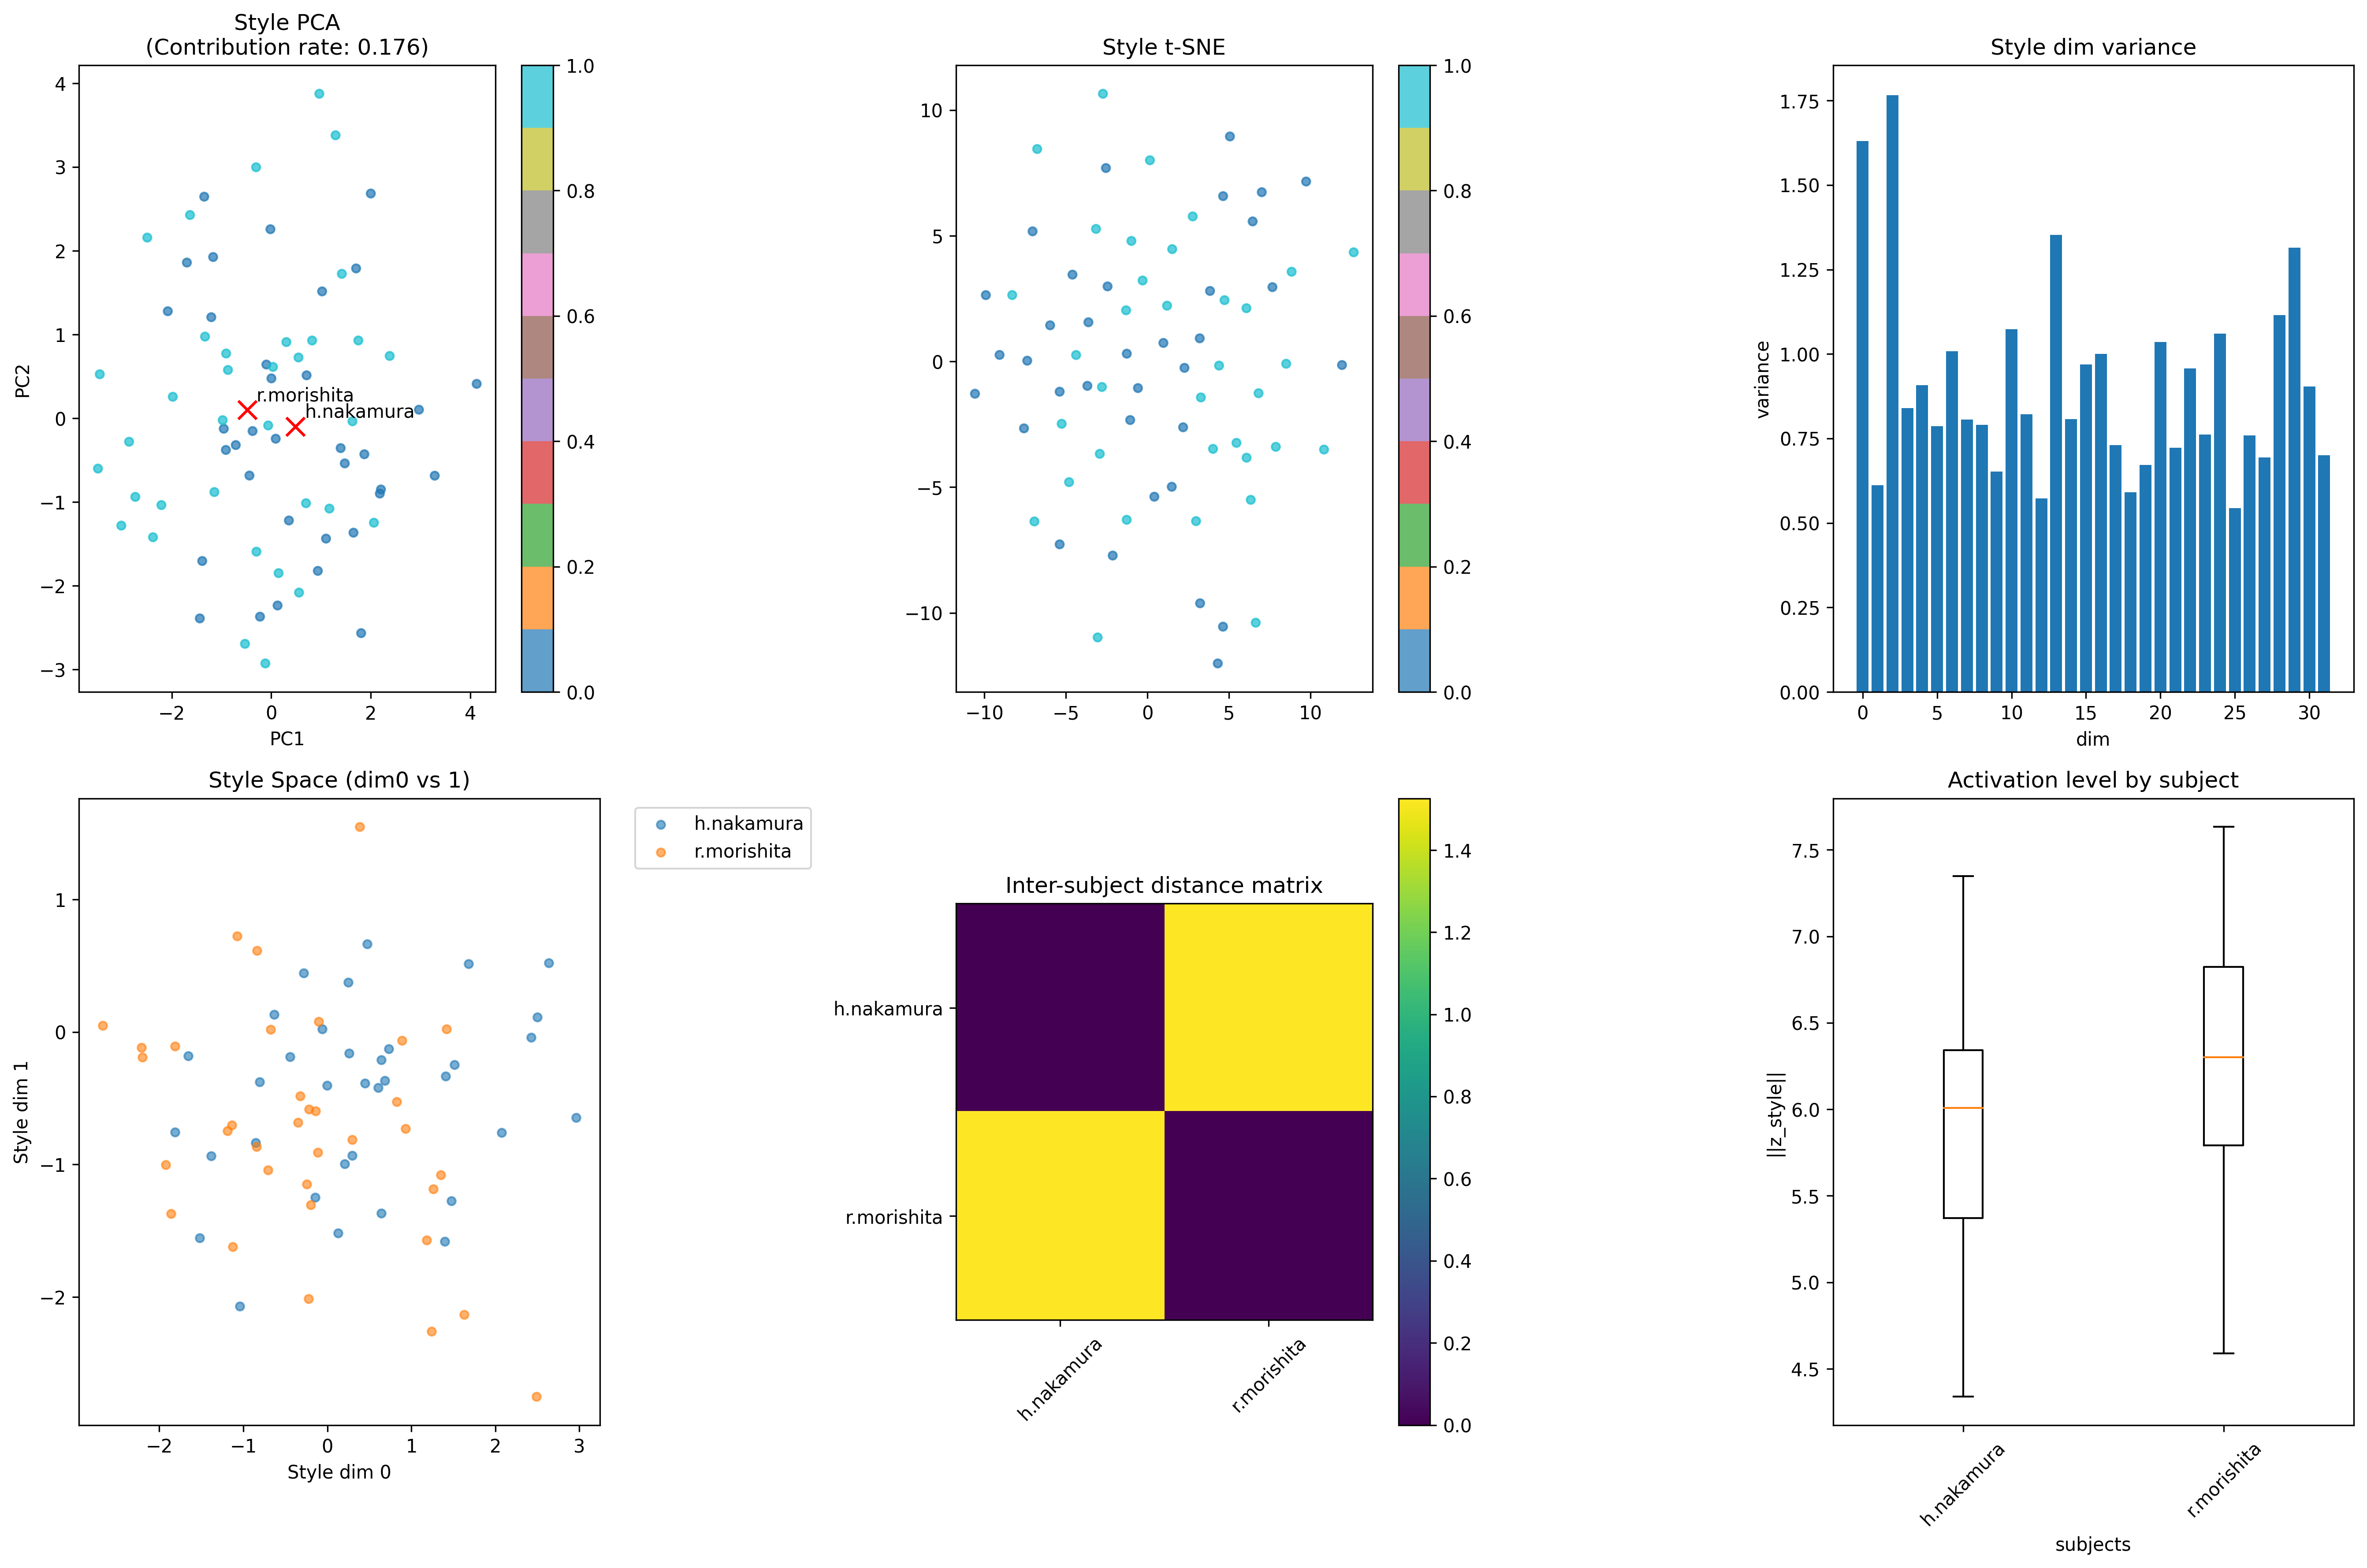 Style PCA
(Contribution rate: 0.176)
4
3
2
1
0
−1
−2
−3
PC2
r.morishita
h.nakamura
−2
0
2
4
PC1
1.0
0.8
0.6
0.4
0.2
0.0
Style t-SNE
10
5
0
−5
−10
−10
−5
0
5
10
1.0
0.8
0.6
0.4
0.2
0.0
Style dim variance
1.75
1.50
1.25
1.00
0.75
0.50
0.25
0.00
variance
0
5
10
15
20
25
30
dim
Style Space (dim0 vs 1)
1
0
−1
−2
Style dim 1
−2
−1
0
1
2
3
Style dim 0
h.nakamura
r.morishita
Inter-subject distance matrix
h.nakamura
r.morishita
h.nakamura
r.morishita
1.4
1.2
1.0
0.8
0.6
0.4
0.2
0.0
Activation level by subject
7.5
7.0
6.5
6.0
5.5
5.0
4.5
||z_style||
h.nakamura
r.morishita
subjects